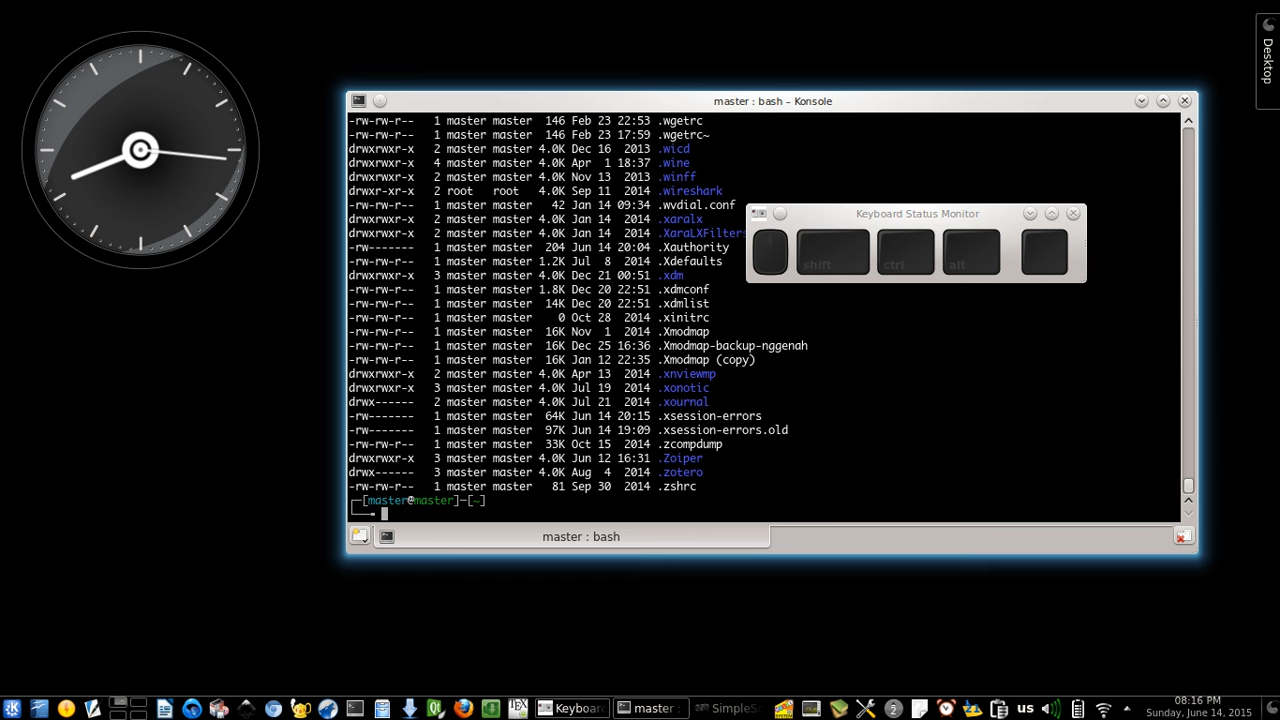 Desktop
master : bash – Konsole
-rw-rw-r-- 1 master master 146 Feb 23 22:53 .wgetrc
-rw-rw-r-- 1 master master 146 Feb 23 17:59 .wgetrc~
drwxrwxr-x 2 master master 4.0K Dec 16 2013 .wicd
drwxrwxr-x 4 master master 4.0K Apr 1 18:37 .wine
drwxrwxr-x 2 master master 4.0K Nov 13 2013 .winff
drwxr-xr-x 2 root root 4.0K Sep 11 2014 .wireshark
-rw-rw-r-- 1 master master 42 Jan 14 09:34 .wvdial.conf
drwxrwxr-x 2 master master 4.0K Jan 14 2014 .xaralx
drwxrwxr-x 2 master master 4.0K Jan 14 2014 .XaraLXFilters
-rw------- 1 master master 204 Jun 14 20:04 .Xauthority
-rw-rw-r-- 1 master master 1.2K Jul 8 2014 .Xdefaults
drwxrwxr-x 3 master master 4.0K Dec 21 00:51 .xdm
-rw-rw-r-- 1 master master 1.8K Dec 20 22:51 .xdmconf
-rw-rw-r-- 1 master master 14K Dec 20 22:51 .xdmlist
-rw-rw-r-- 1 master master 0 Oct 28 2014 .xinitrc
-rw-rw-r-- 1 master master 16K Nov 1 2014 .Xmodmap
-rw-rw-r-- 1 master master 16K Dec 25 16:36 .Xmodmap-backup-nggenah
-rw-rw-r-- 1 master master 16K Jan 12 22:35 .Xmodmap (copy)
drwxrwxr-x 2 master master 4.0K Apr 13 2014 .xnviewmp
drwxrwxr-x 3 master master 4.0K Jul 19 2014 .xonotic
drwx------ 2 master master 4.0K Jul 21 2014 .xournal
-rw------- 1 master master 64K Jun 14 20:15 .xsession-errors
-rw------- 1 master master 97K Jun 14 19:09 .xsession-errors.old
-rw-rw-r-- 1 master master 33K Oct 15 2014 .zcompdump
drwxrwxr-x 3 master master 4.0K Jun 12 16:31 .Zoiper
drwx------ 3 master master 4.0K Aug 4 2014 .zotero
-rw-rw-r-- 1 master master 81 Sep 30 2014 .zshrc
┌─[master@master]─[~]
└──╼
Keyboard Status Monitor
shift ctrl alt
master : bash
TEX Keyboar master : SimpleS 2 us 08:16 PM
Sunday, June 14, 2015